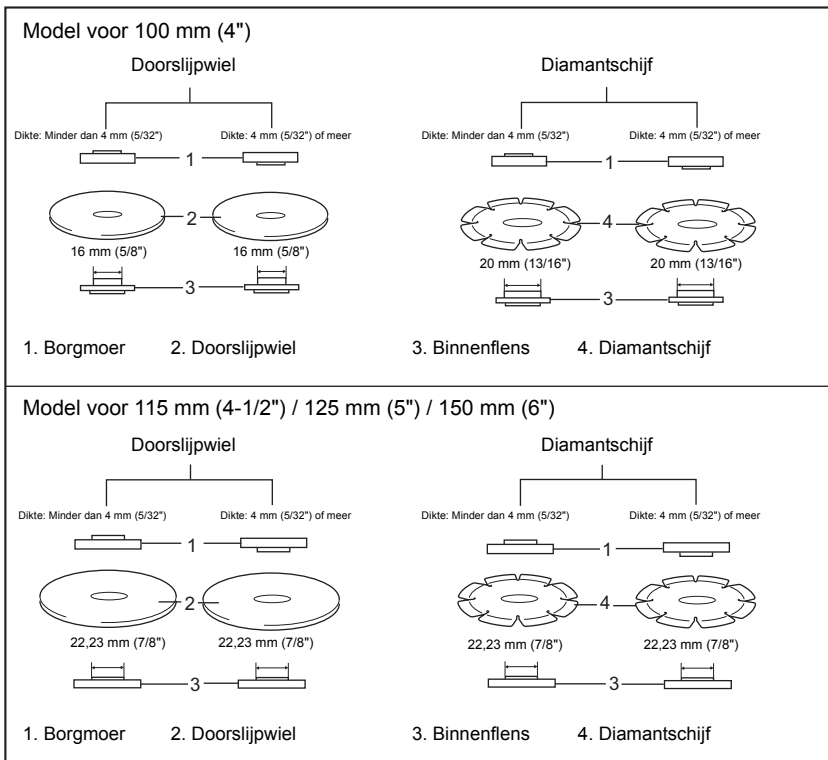 Model voor 100 mm (4")
Doorslijpwiel
Diamantschijf
Dikte: Minder dan 4 mm (5/32")
Dikte: 4 mm (5/32") of meer
Dikte: Minder dan 4 mm (5/32")
Dikte: 4 mm (5/32") of meer
1
1
2
4
16 mm (5/8")
16 mm (5/8")
20 mm (13/16")
20 mm (13/16")
3
3
1. Borgmoer 2. Doorslijpwiel 3. Binnenflens 4. Diamantschijf
Model voor 115 mm (4-1/2") / 125 mm (5") / 150 mm (6")
Doorslijpwiel
Diamantschijf
Dikte: Minder dan 4 mm (5/32")
Dikte: 4 mm (5/32") of meer
Dikte: Minder dan 4 mm (5/32")
Dikte: 4 mm (5/32") of meer
1
1
2
4
22,23 mm (7/8")
22,23 mm (7/8")
22,23 mm (7/8")
22,23 mm (7/8")
3
3
1. Borgmoer 2. Doorslijpwiel 3. Binnenflens 4. Diamantschijf